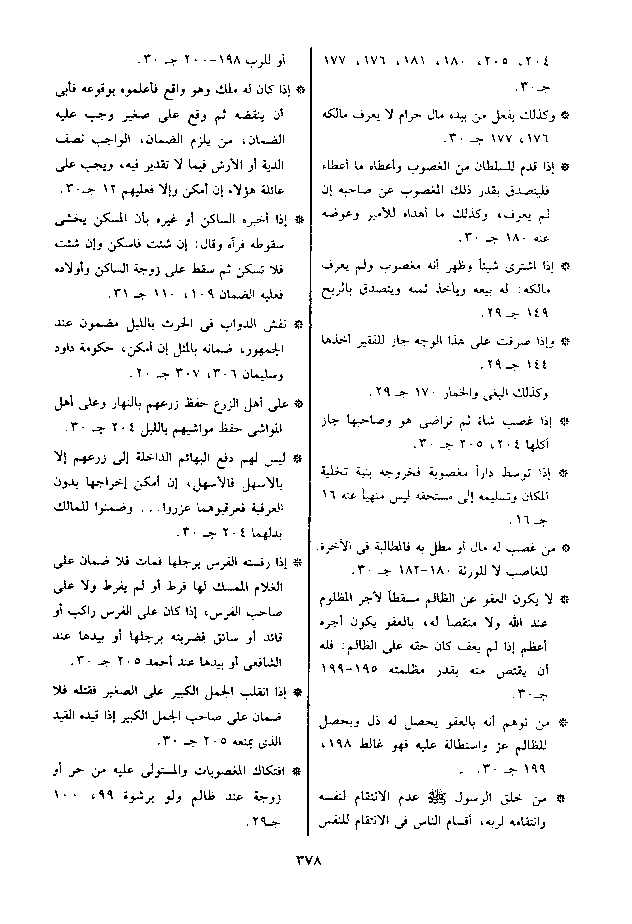 ٢٠٤، ٢٠٥، ١٨٠، ١٨١، ١٧٦، ١٧٧
جـ ٣٠.
* وكذلك يفعل من بيده مال حرام لا يعرف مالكه
١٧٦، ١٧٧ جـ ٣٠.
* إذا قدم للسلطان من الغصوب وأعطاه ما أعطاه
فليتصدق بقدر ذلك المغصوب عن صاحبه إن
لم يعرف، وكذلك ما أهداه للأمير وعوضه
عنه ١٨٠ جـ ٣٠.
* إذا اشترى شيئاً وظهر أنه مغصوب ولم يعرف
مالكه: له بيعه ويأخذ ثمنه ويتصدق بالربح
١٤٩ جـ ٢٩.
* وإذا صرفت على هذا الوجه جاز للفقير أخذها
١٤٤ جـ ٢٩.
وكذلك البغي والخمار ١٧٠ جـ ٢٩.
* إذا غصب شاة ثم تراضى هو وصاحبها جاز
أكلها ٢٠٤، ٢٠٥ جـ ٣٠.
* إذا توسط داراً مغصوبة فخروجه بنية تخلية
المكان وتسليمه إلى مستحقه ليس منهياً عنه ١٦
جـ ١٦.
* من غصب له مال أو مطل به فالمطالبة في الآخرة
للغاصب لا للورثة ١٨٠-١٨٢ جـ ٣٠.
* لا يكون العفو عن الظالم مسقطاً لأجر المظلوم
عند الله ولا منقصا له، بالعفو يكون أجره
أعظم إذا لم يعف كان حقه على الظالم: فله
أن يقتص منه بقدر مظلمته ١٩٥-١٩٩
جـ ٣٠.
* من توهم أنه بالعفو يحصل له ذل ويحصل
للظالم عز واستطالة عليه فهو غالط ١٩٨،
١٩٩ جـ ٣٠.
* من خلق الرسول ﷺ عدم الانتقام لنفسه
وانتقامه لربه، أقسام الناس في الانتقام للنفس
أو للرب ١٩٨-٢٠٠ جـ ٣٠.
* إذا كان له ملك وهو واقع فأعلموه بوقوعه فأبى
أن ينقضه ثم وقع على صغير وجب عليه
الضمان، من يلزم الضمان، الواجب نصف
الدية أو الأرش فيما لا تقدير فيه، ويجب على
عائلة هؤلاء إن أمكن وإلا فعليهم ١٢ جـ ٣٠.
* إذا أخبره الساكن أو غيره بأن المسكن يخشى
سقوطه فرآه وقال: إن شئت فاسكن وإن شئت
فلا تسكن ثم سقط على زوجة الساكن وأولاده
فعليه الضمان ١٠٩، ١١٠ جـ ٣١.
* نفش الدواب في الحرث بالليل مضمون عند
الجمهور، ضمانه بالمثل إن أمكن، حكومة داود
وسليمان ٣٠٦، ٣٠٧ جـ ٢٠.
* على أهل الزرع حفظ زرعهم بالنهار وعلى أهل
المواشي حفظ مواشيهم بالليل ٢٠٤ جـ ٣٠.
* ليس لهم دفع البهائم الداخلة إلى زرعهم إلا
بالأسهل فالأسهل، إن أمكن إخراجها بدون
العرقبة فعرقبوهما عزروا... وضمنوا للمالك
بدلهما ٢٠٤ جـ ٣٠.
* إذا رفسته الفرس برجلها فمات فلا ضمان على
الغلام الممسك لها فرط أو لم يفرط ولا على
صاحب الفرس، إذا كان على الفرس راكب أو
قائد أو سائق فضربته برجلها أو بيدها عند
الشافعي أو بيدها عند أحمد ٢٠٥ جـ ٣٠.
* إذا انفلت الجمل الكبير على الصغير فقتله فلا
ضمان على صاحب الجمل الكبير إذا قيده القيد
الذي يمنعه ٢٠٥ جـ ٣٠.
* افتكاك المغصوبات والمستولى عليه من حر أو
زوجة عند ظالم ولو برشوة ٩٩، ١٠٠
جـ ٢٩.
٣٧٨